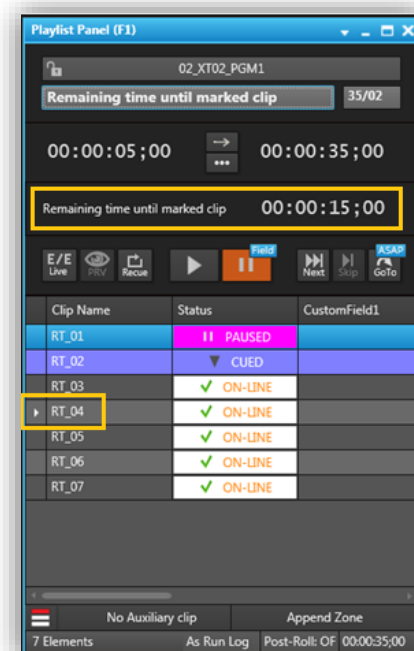 Playlist Panel (F1)
02_XT02_PGM1
Remaining time until marked clip 35/02
00:00:05;00 00:00:35;00
Remaining time until marked clip 00:00:15;00
Field ASAP
E/E Live PRV Recue Next Skip GoTo
Clip Name Status CustomField1
RT_01 PAUSED
RT_02 CUED
RT_03 ON-LINE
RT_04 ON-LINE
RT_05 ON-LINE
RT_06 ON-LINE
RT_07 ON-LINE
No Auxiliary clip Append Zone
7 Elements As Run Log Post-Roll: OF 00:00:35;00